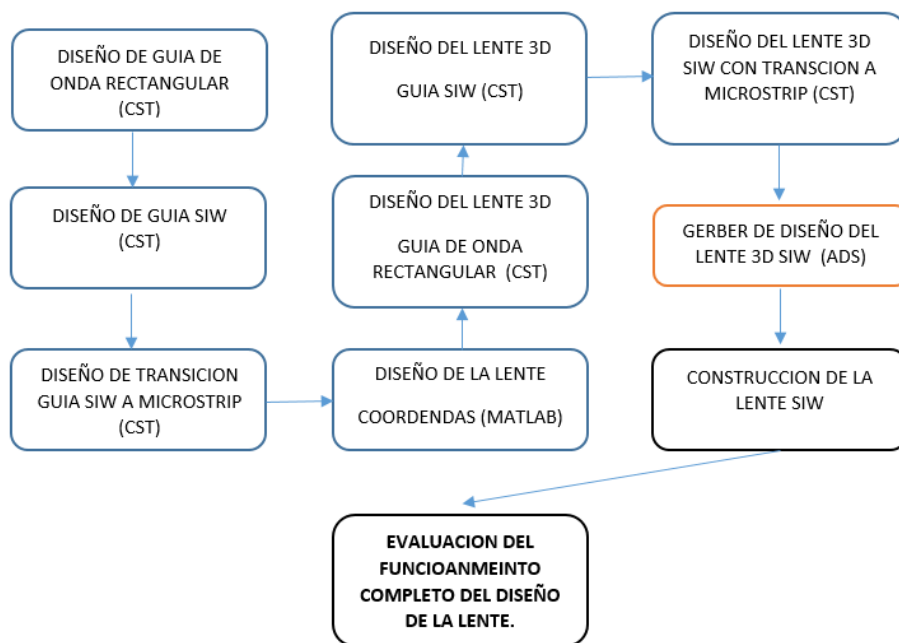 DISEÑO DE GUIA DE
ONDA RECTANGULAR
(CST)
DISEÑO DE GUIA SIW
(CST)
DISEÑO DE TRANSICION
GUIA SIW A MICROSTRIP
(CST)
DISEÑO DE LA LENTE
COORDENDAS (MATLAB)
DISEÑO DEL LENTE 3D
GUIA DE ONDA
RECTANGULAR (CST)
DISEÑO DEL LENTE 3D
GUIA SIW (CST)
DISEÑO DEL LENTE 3D
SIW CON TRANSCION A
MICROSTRIP (CST)
GERBER DE DISEÑO DEL
LENTE 3D SIW (ADS)
CONSTRUCCION DE LA
LENTE SIW
EVALUACION DEL
FUNCIOANMEINTO
COMPLETO DEL DISEÑO
DE LA LENTE.